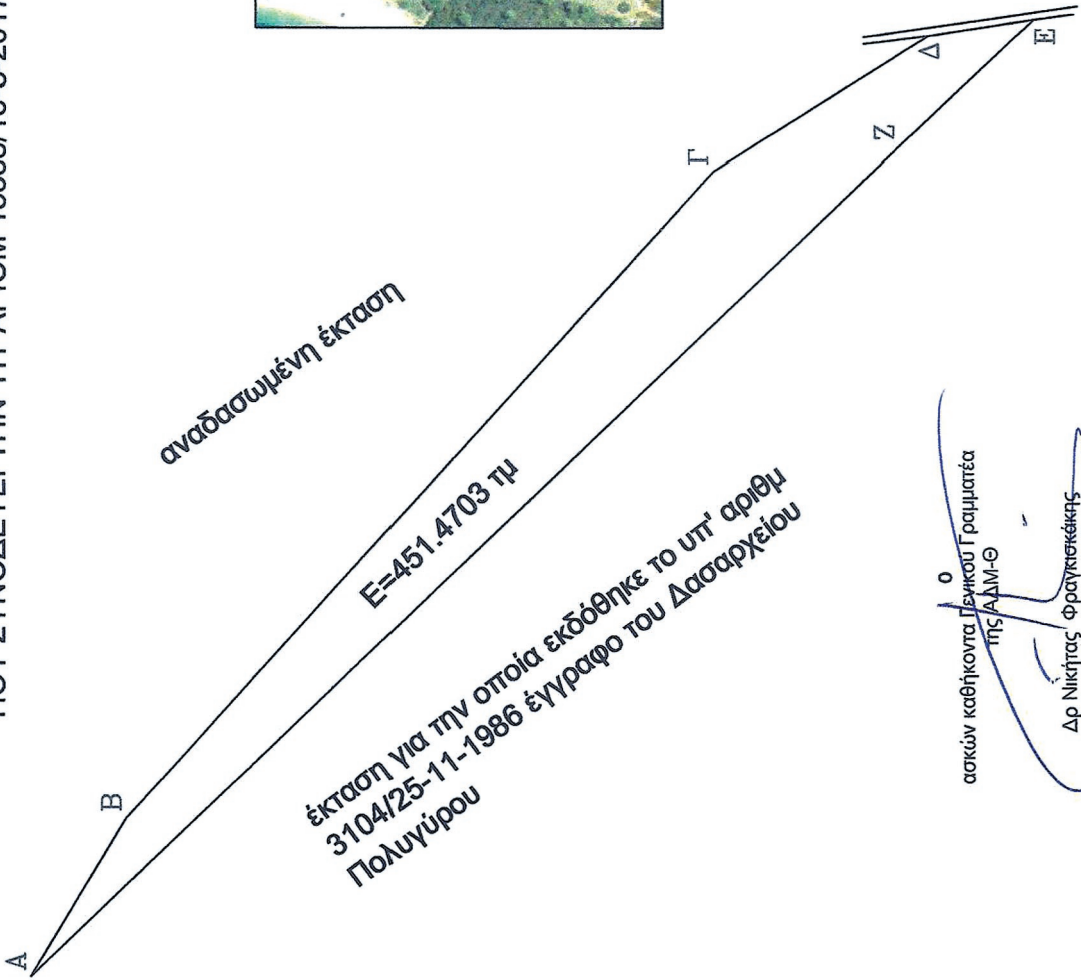 Α
Β
Γ
Δ
Ε
Ζ
αναδασωμένη έκταση
Ε=451.4703 τμ
έκταση για την οποία εκδόθηκε το υπ' αριθμ
3104/25-11-1986 έγγραφο του Δασαρχείου
Πολυγύρου
Ο
ασκών καθήκοντα Γενικού Γραμματέα
της ΑΔΜ-Θ
Δρ Νικήτας Φραγκισκάκης